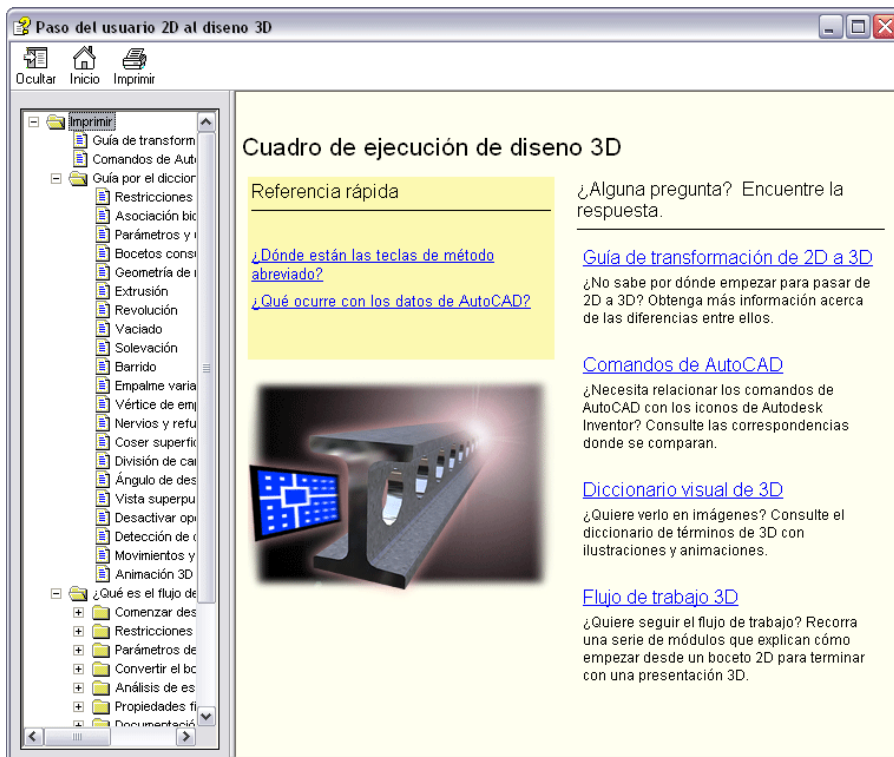 Paso del usuario 2D al diseno 3D
Ocultar Inicio Imprimir
Imprimir
Guía de transform
Comandos de Aut
Guía por el diccior
Restricciones
Asociación bid
Parámetros y
Bocetos const
Geometría de
Extrusión
Revolución
Vaciado
Solevación
Barrido
Empalme varia
Vértice de emp
Nervios y refu
Coser superfic
División de car
Ángulo de des
Vista superpu
Desactivar ope
Detección de
Movimientos y
Animación 3D
¿Qué es el flujo de
Comenzar des
Restricciones
Parámetros de
Convertir el bo
Análisis de es
Propiedades fí
Documentació
Cuadro de ejecución de diseno 3D
Referencia rápida
¿Dónde están las teclas de método
abreviado?
¿Qué ocurre con los datos de AutoCAD?
¿Alguna pregunta? Encuentre la
respuesta.
Guía de transformación de 2D a 3D
¿No sabe por dónde empezar para pasar de
2D a 3D? Obtenga más información acerca
de las diferencias entre ellos.
Comandos de AutoCAD
¿Necesita relacionar los comandos de
AutoCAD con los iconos de Autodesk
Inventor? Consulte las correspondencias
donde se comparan.
Diccionario visual de 3D
¿Quiere verlo en imágenes? Consulte el
diccionario de términos de 3D con
ilustraciones y animaciones.
Flujo de trabajo 3D
¿Quiere seguir el flujo de trabajo? Recorra
una serie de módulos que explican cómo
empezar desde un boceto 2D para terminar
con una presentación 3D.